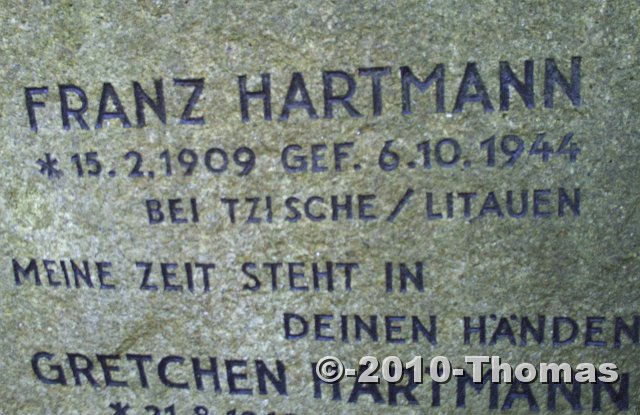 FRANZ HARTMANN
* 15.2.1909 GEF. 6.10.1944
BEI TZISCHE / LITAUEN
MEINE ZEIT STEHT IN
DEINEN HÄNDEN
GRETCHEN HARTMANN
©-2010-Thomas